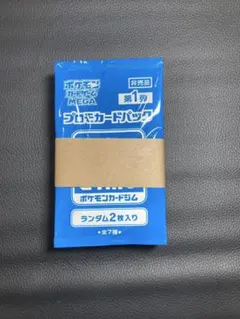 ポケモン
カードゲーム
MEGA
非売品
第1弾
プロモカードパック
ポケモンカードジム
ランダム2枚入り
全7種